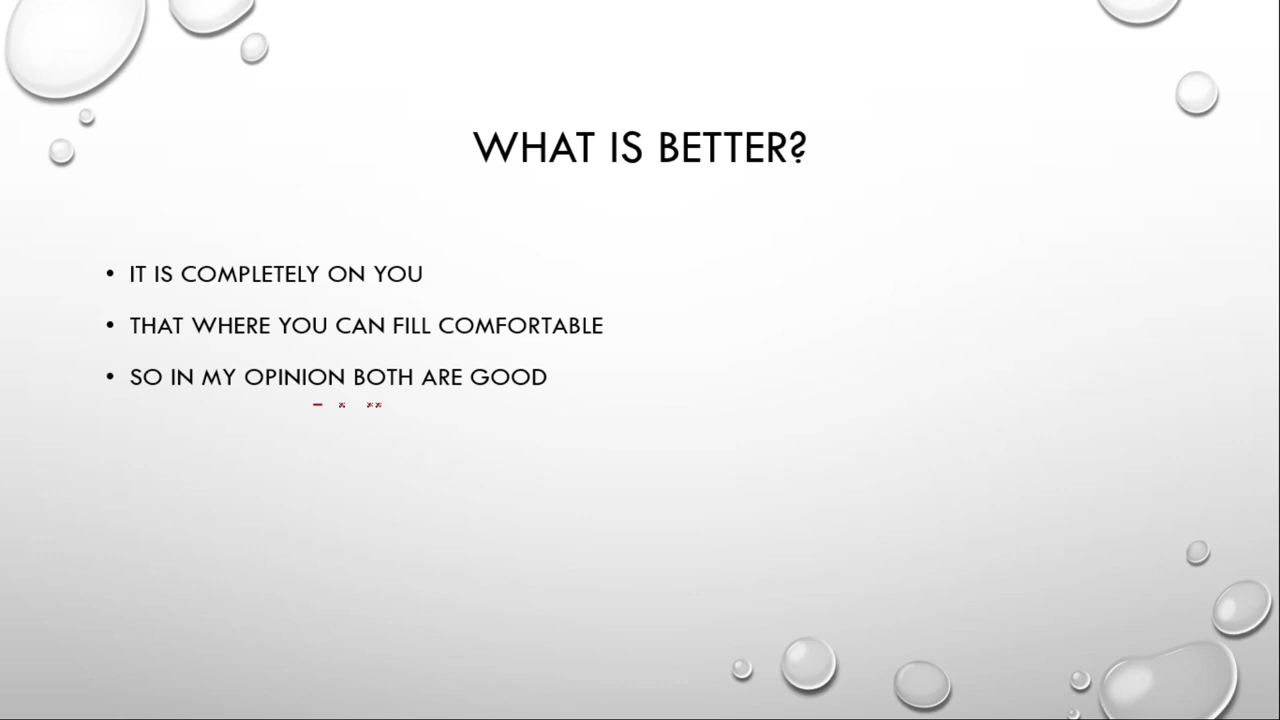 WHAT IS BETTER?
• IT IS COMPLETELY ON YOU
• THAT WHERE YOU CAN FILL COMFORTABLE
• SO IN MY OPINION BOTH ARE GOOD